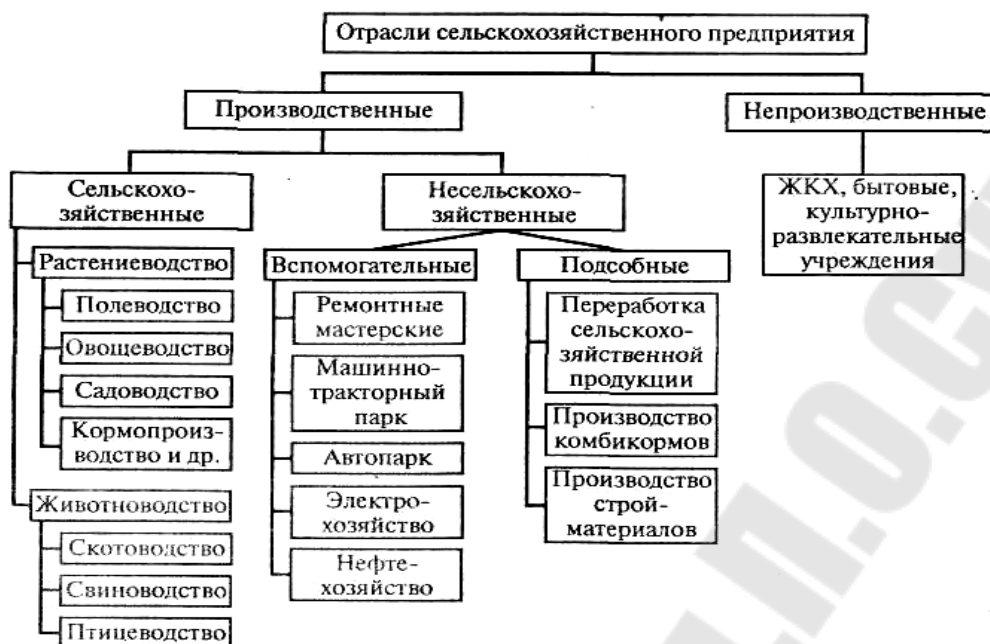 Отрасли сельскохозяйственного предприятия
Производственные
Непроизводственные
Сельскохо-
зяйственные
Несельскохо-
зяйственные
ЖКХ, бытовые,
культурно-
развлекательные
учреждения
Растениеводство
Полеводство
Овощеводство
Садоводство
Кормопроиз-
водство и др.
Животноводство
Скотоводство
Свиноводство
Птицеводство
Вспомогательные
Ремонтные
мастерские
Машинно-
тракторный
парк
Автопарк
Электро-
хозяйство
Нефте-
хозяйство
Подсобные
Переработка
сельскохо-
зяйственной
продукции
Производство
комбикормов
Производство
строй-
материалов